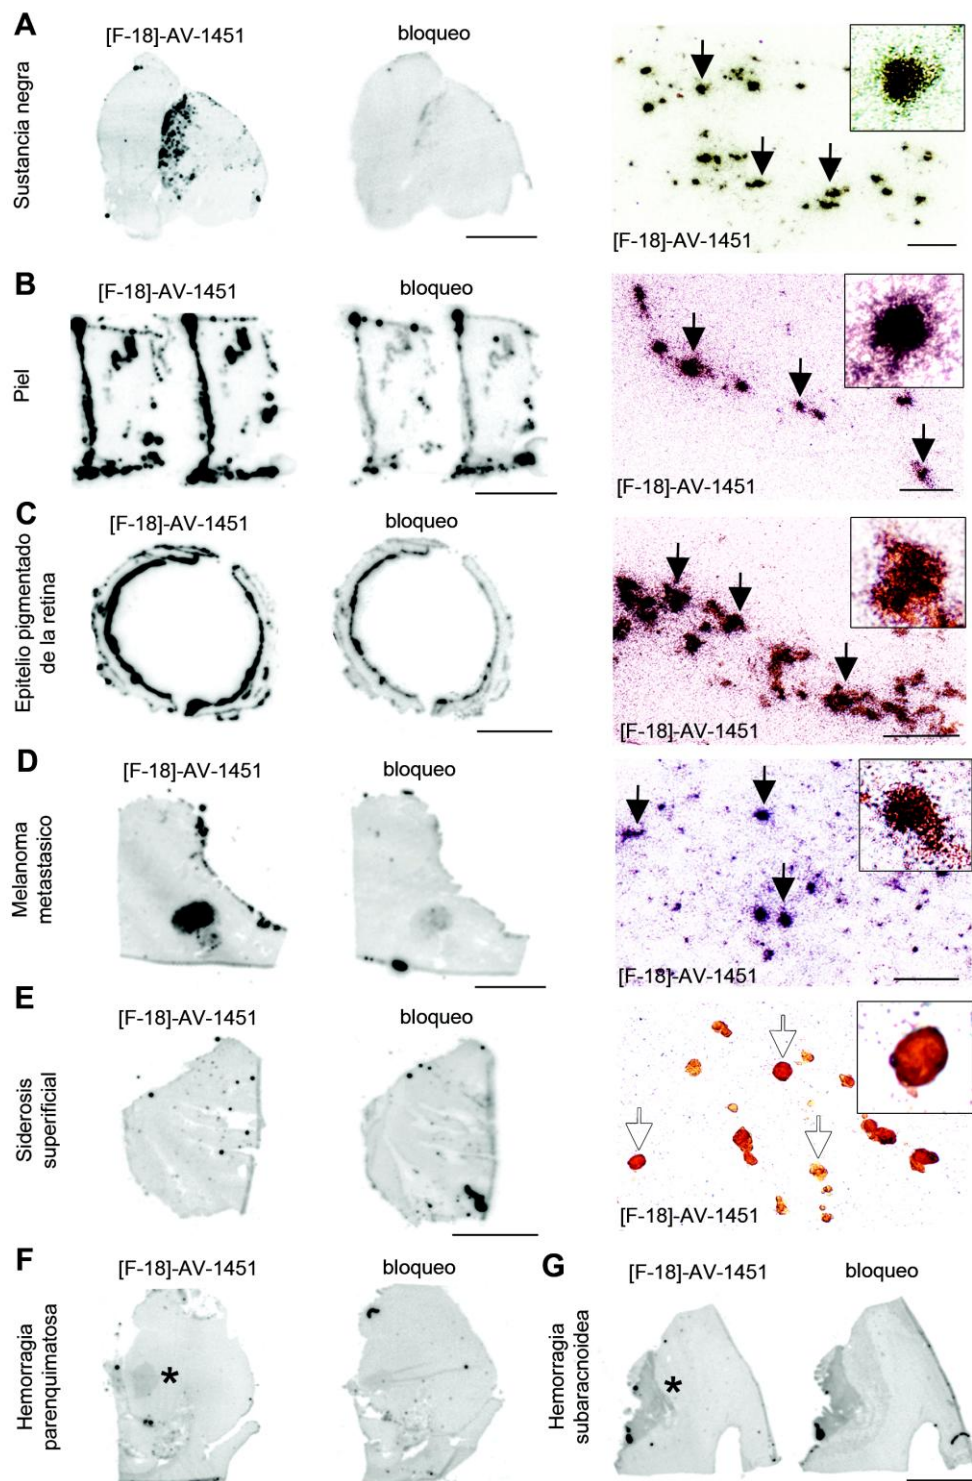 A
[F-18]-AV-1451
bloqueo
Sustancia negra
[F-18]-AV-1451
B
[F-18]-AV-1451
bloqueo
Piel
[F-18]-AV-1451
C
[F-18]-AV-1451
bloqueo
Epitelio pigmentado
de la retina
[F-18]-AV-1451
D
[F-18]-AV-1451
bloqueo
Melanoma
metastasico
[F-18]-AV-1451
E
[F-18]-AV-1451
bloqueo
Siderosis
superificial
[F-18]-AV-1451
F
[F-18]-AV-1451
bloqueo
Hemorragia
parenquimatosa
*
G
[F-18]-AV-1451
bloqueo
Hemorragia
subaracnoidea
*